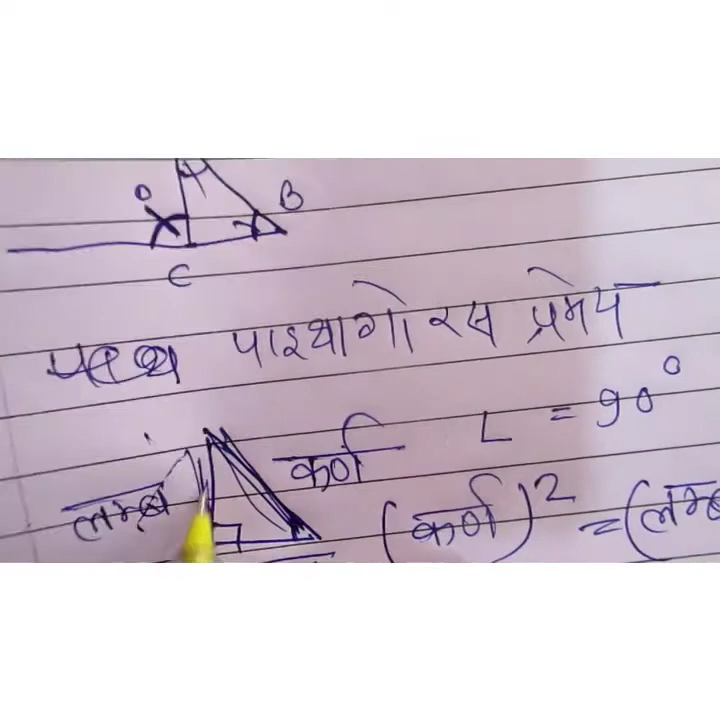 D B
C
पाइथागोरस प्रमेय
∟ = 90°
लम्ब कर्ण
(कर्ण)² = (लम्ब